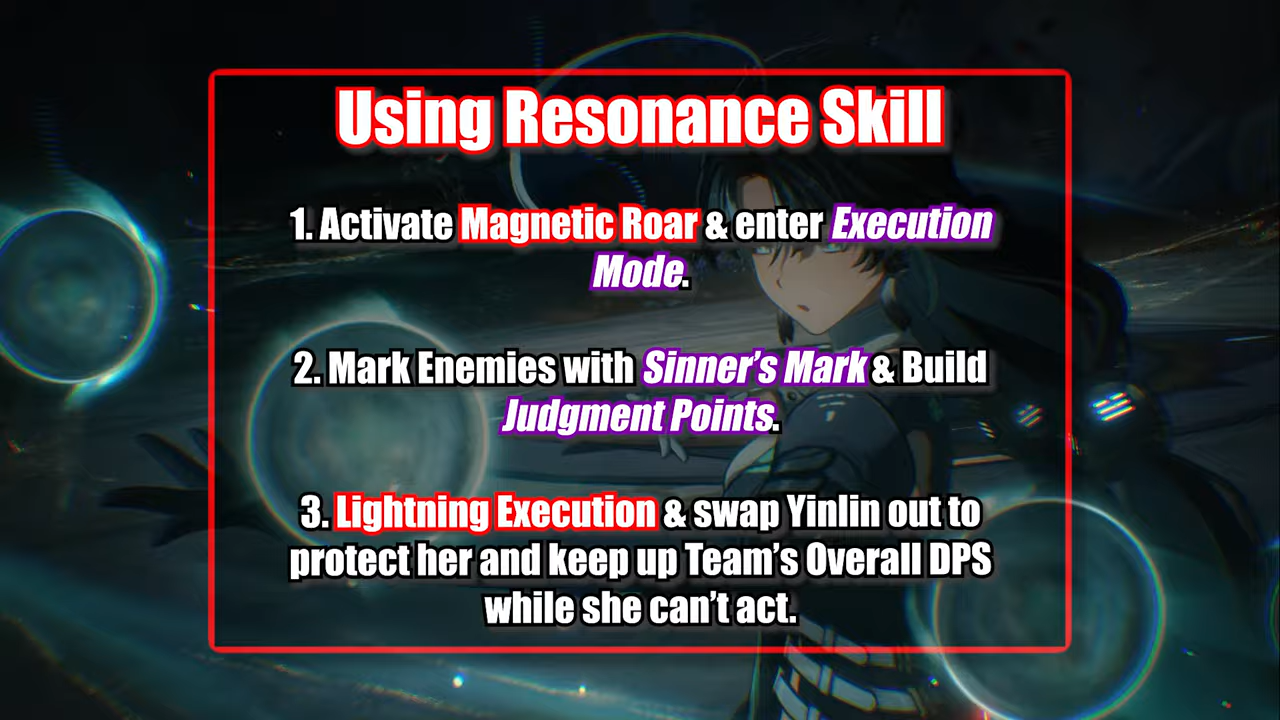 Using Resonance Skill
1. Activate Magnetic Roar & enter Execution
Mode.
2. Mark Enemies with Sinner's Mark & Build
Judgment Points.
3. Lightning Execution & swap Yinlin out to
protect her and keep up Team's Overall DPS
while she can't act.